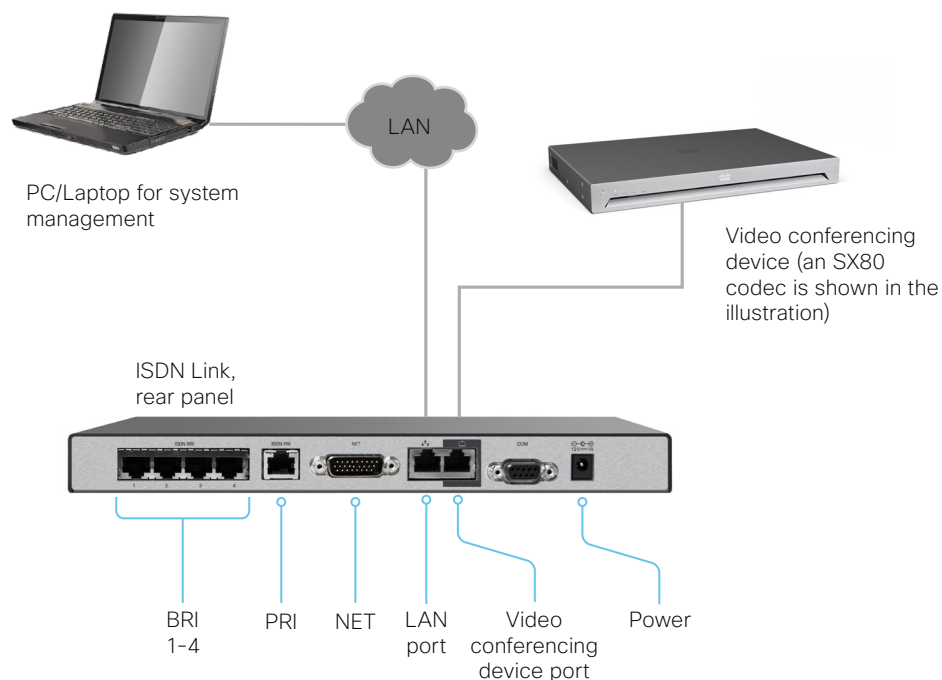 LAN
PC/Laptop for system
management
Video conferencing
device (an SX80
codec is shown in the
illustration)
ISDN Link,
rear panel
ISDN BRI
ISDN PRI
NET
COM
12V⎓1A
1 2 3 4
BRI
1-4
PRI
NET
LAN
port
Video
conferencing
device port
Power